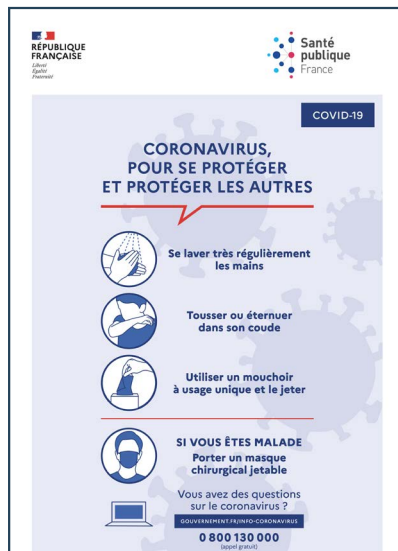 RÉPUBLIQUE
FRANÇAISE
Liberté
Égalité
Fraternité
Santé
publique
France
COVID-19
CORONAVIRUS,
POUR SE PROTÉGER
ET PROTÉGER LES AUTRES
Se laver très régulièrement
les mains
Tousser ou éternuer
dans son coude
Utiliser un mouchoir
à usage unique et le jeter
SI VOUS ÊTES MALADE
Porter un masque
chirurgical jetable
Vous avez des questions
sur le coronavirus ?
GOUVERNEMENT.FR/INFO-CORONAVIRUS
0 800 130 000
(appel gratuit)